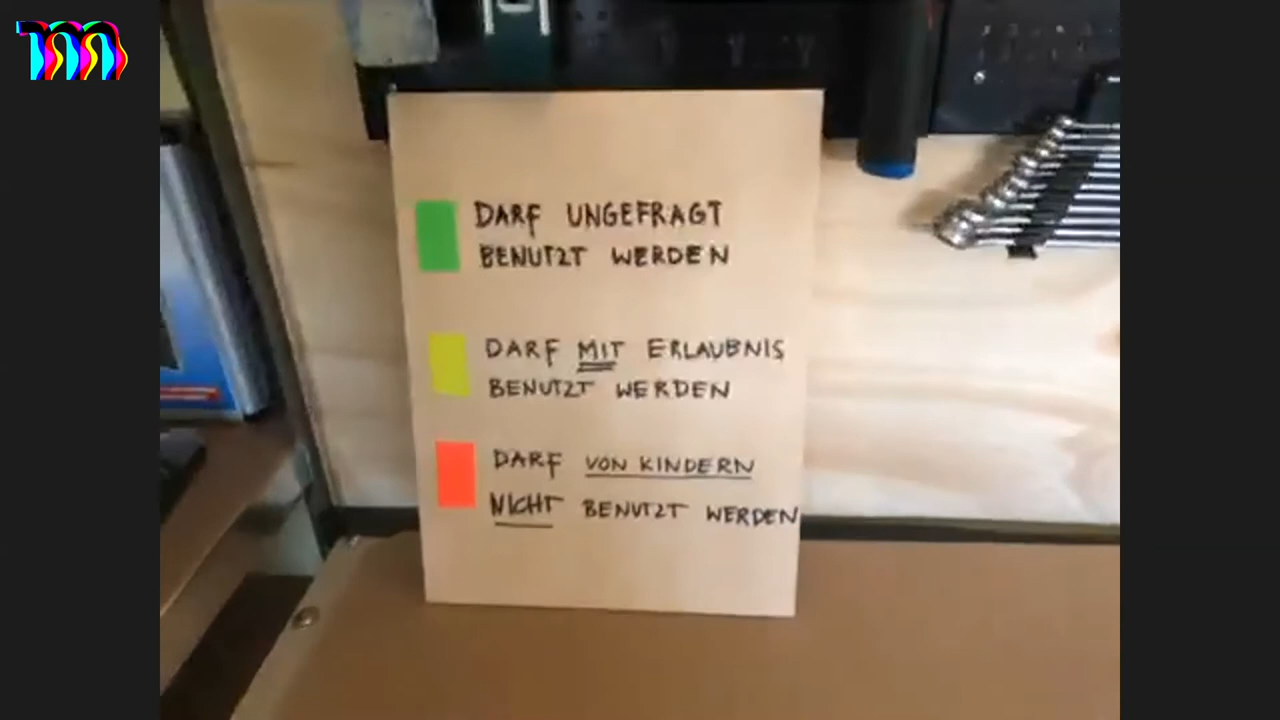 DARF UNGEFRAGT
BENUTZT WERDEN
DARF MIT ERLAUBNIS
BENUTZT WERDEN
DARF VON KINDERN
NICHT BENUTZT WERDEN